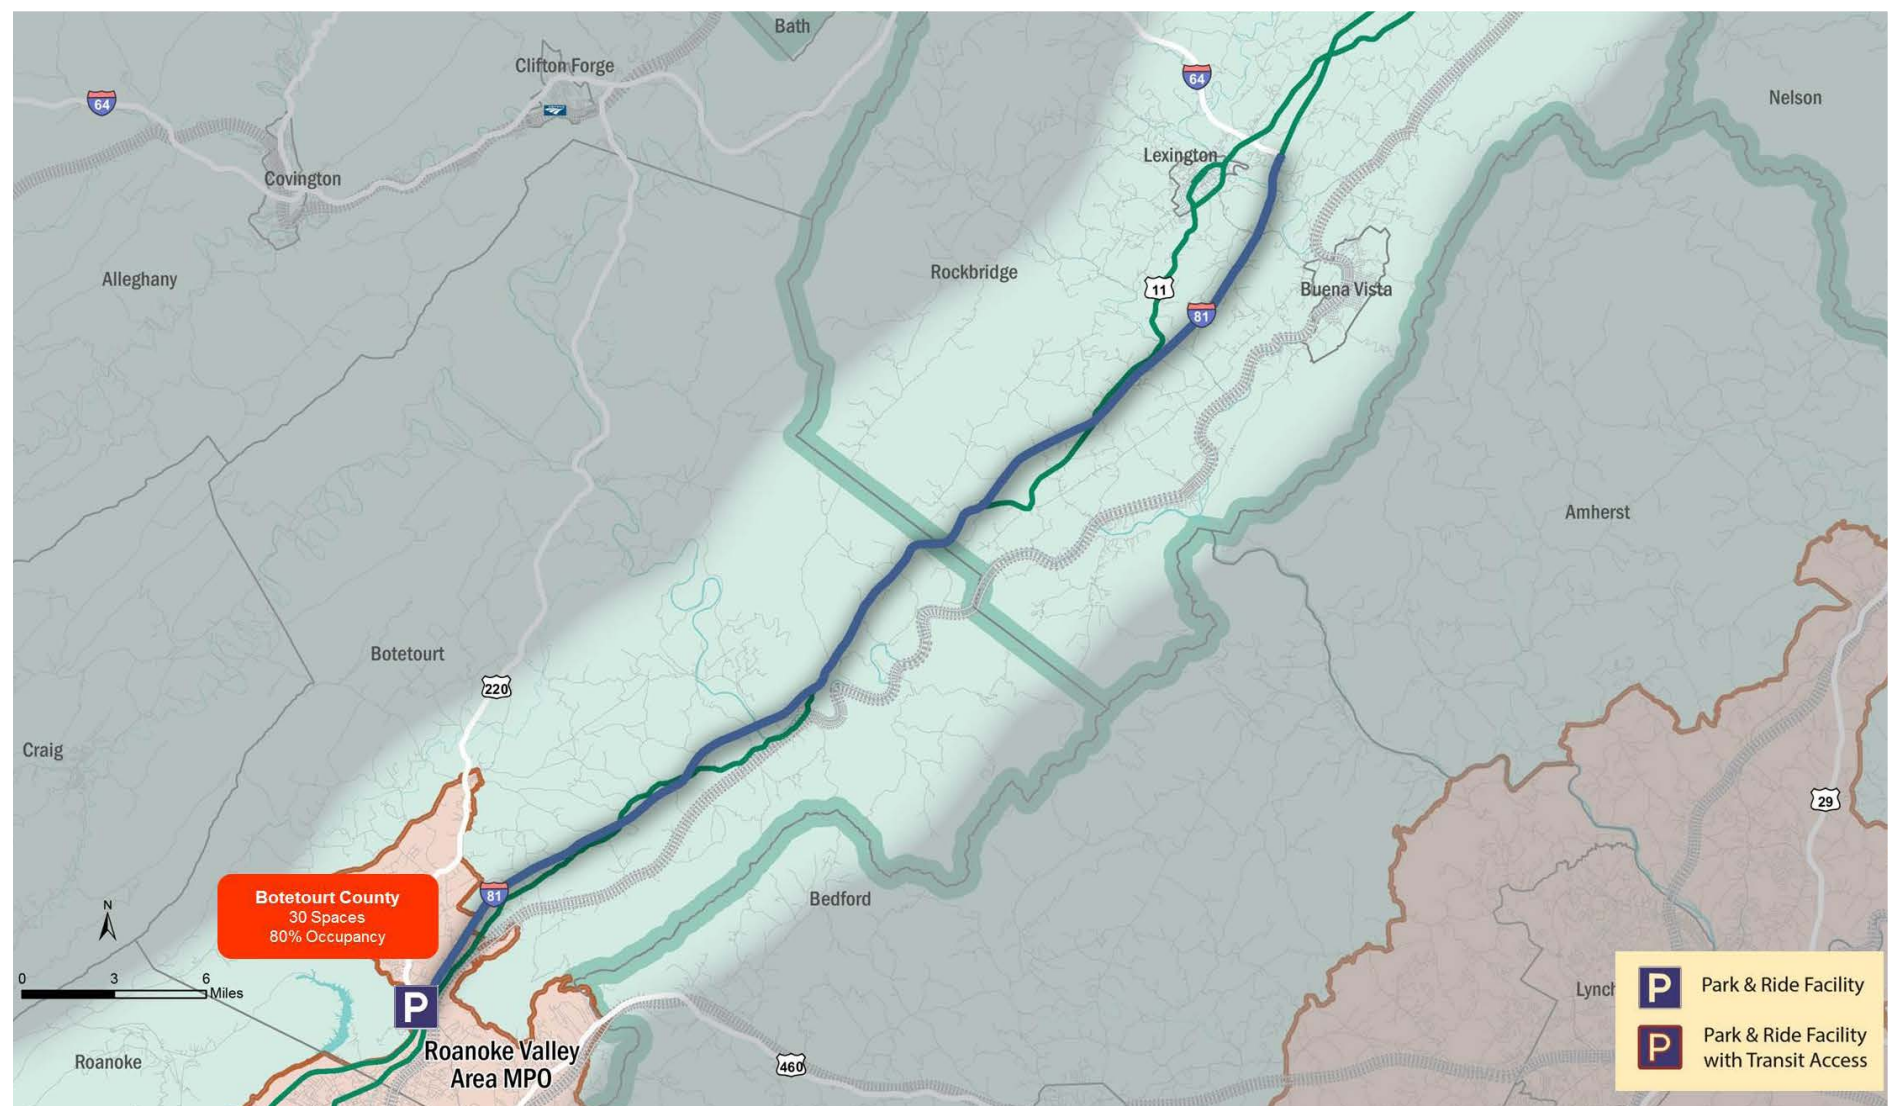 Bath
Clifton Forge
64
64
Nelson
Lexington
Covington
Rockbridge
Alleghany
11
Buena Vista
81
Amherst
Botetourt
220
Craig
29
81
Botetourt County
30 Spaces
80% Occupancy
Bedford
N
0 3 6
Miles
P
P Park & Ride Facility
Lynch
P Park & Ride Facility
with Transit Access
Roanoke Valley
Area MPO
Roanoke
460